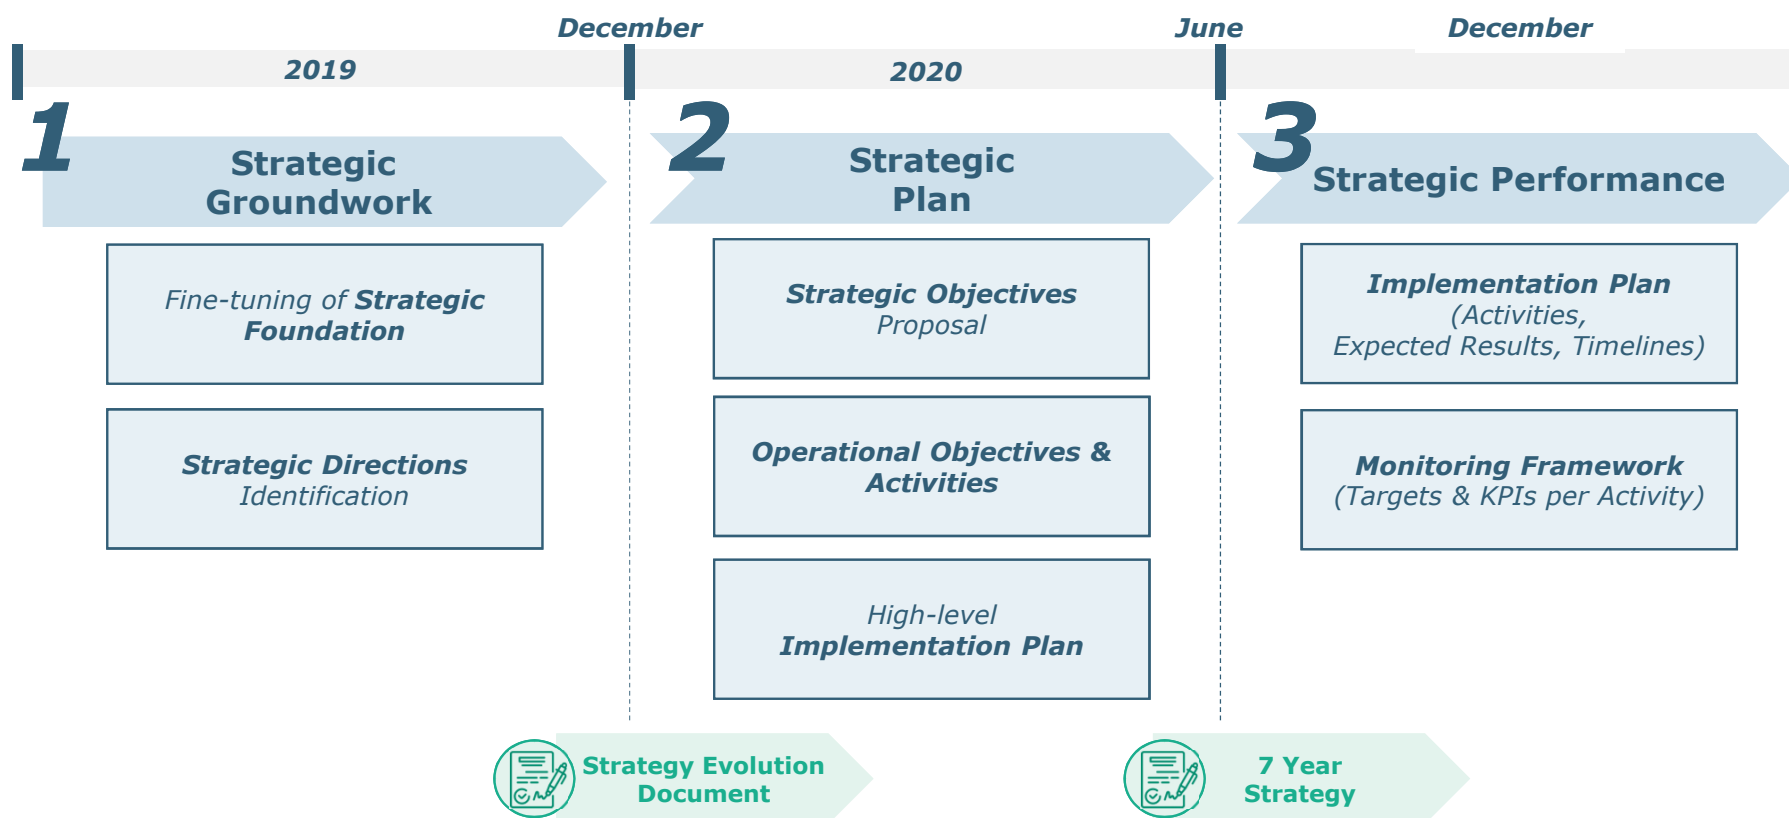 December
June
December
2019
2020
1
Strategic
Groundwork
2
Strategic
Plan
3
Strategic Performance
Fine-tuning of Strategic
Foundation
Strategic Directions
Identification
Strategic Objectives
Proposal
Operational Objectives &
Activities
High-level
Implementation Plan
Implementation Plan
(Activities,
Expected Results, Timelines)
Monitoring Framework
(Targets & KPIs per Activity)
Strategy Evolution
Document
7 Year
Strategy